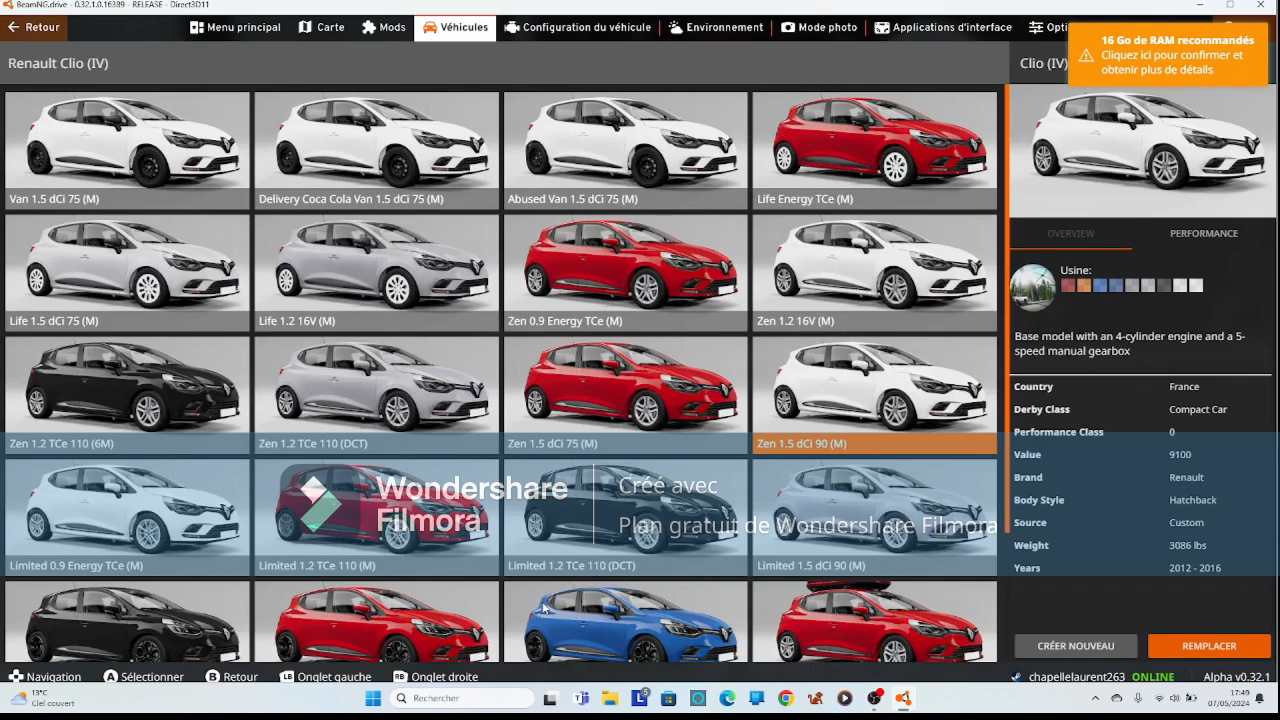 BeamNG.drive - 0.32.1.0.16389 - RELEASE - Direct3D11
Retour
Menu principal
Carte
Mods
Véhicules
Configuration du véhicule
Environnement
Mode photo
Applications d'interface
Opti
16 Go de RAM recommandés
Cliquez ici pour confirmer et
obtenir plus de détails
Renault Clio (IV)
Clio (IV)
Van 1.5 dCi 75 (M)
Delivery Coca Cola Van 1.5 dCi 75 (M)
Abused Van 1.5 dCi 75 (M)
Life Energy TCe (M)
Life 1.5 dCi 75 (M)
Life 1.2 16V (M)
Zen 0.9 Energy TCe (M)
Zen 1.2 16V (M)
Zen 1.2 TCe 110 (6M)
Zen 1.2 TCe 110 (DCT)
Zen 1.5 dCi 75 (M)
Zen 1.5 dCi 90 (M)
Limited 0.9 Energy TCe (M)
Limited 1.2 TCe 110 (M)
Limited 1.2 TCe 110 (DCT)
Limited 1.5 dCi 90 (M)
Wondershare
Filmora
Créé avec
Plan gratuit de Wondershare Filmora
OVERVIEW
PERFORMANCE
Usine:
Base model with an 4-cylinder engine and a 5-
speed manual gearbox
Country France
Derby Class Compact Car
Performance Class 0
Value 9100
Brand Renault
Body Style Hatchback
Source Custom
Weight 3086 lbs
Years 2012 - 2016
CRÉER NOUVEAU
REMPLACER
Navigation
A Sélectionner
B Retour
LB Onglet gauche
RB Onglet droite
chapellelaurent263 ONLINE
Alpha v0.32.1
13°C
Ciel couvert
Rechercher
17:49
07/05/2024